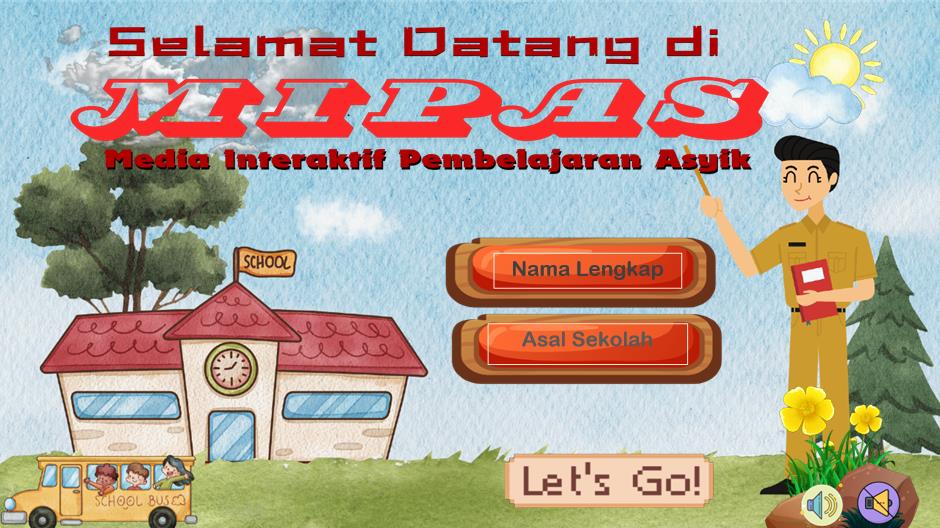 Selamat Datang di
MIPAS
Media Interaktif Pembelajaran Asyik
SCHOOL
Nama Lengkap
Asal Sekolah
SCHOOL BUS
Let's Go!